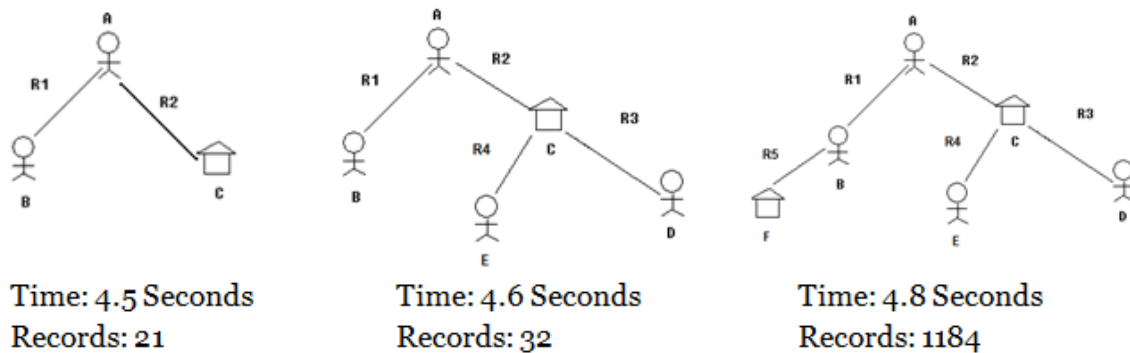 A
R1
R2
B
C
Time: 4.5 Seconds
Records: 21
A
R1
R2
R3
R4
C
B
D
E
Time: 4.6 Seconds
Records: 32
A
R1
R2
R3
R4
C
R5
B
D
F
E
Time: 4.8 Seconds
Records: 1184